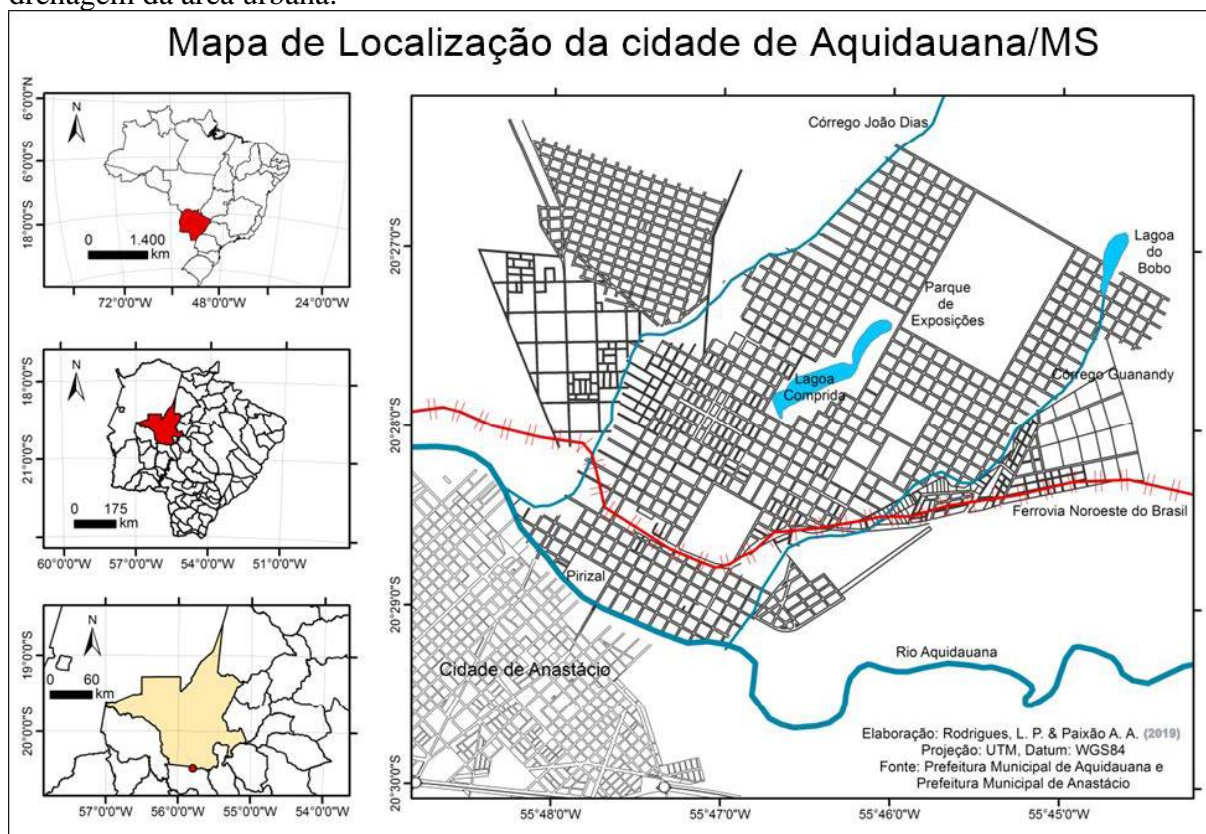 drenagem da área urbana.
Mapa de Localização da cidade de Aquidauana/MS
6°0'0"N
6°0'0"S
18°0'0"S
N
0 1.400
km
72°0'0"W 48°0'0"W 24°0'0"W
18°0'0"S
21°0'0"S
N
0 175
km
60°0'0"W 57°0'0"W 54°0'0"W 51°0'0"W
19°0'0"S
20°0'0"S
N
0 60
km
57°0'0"W 56°0'0"W 55°0'0"W 54°0'0"W
20°27'0"S
20°28'0"S
20°29'0"S
20°30'0"S
Córrego João Dias
Lagoa
do
Bobo
Parque
de
Exposições
Lagoa
Comprida
Córrego Guanandy
Ferrovia Noroeste do Brasil
Pirizal
Cidade de Anastácio
Rio Aquidauana
Elaboração: Rodrigues, L. P. & Paixão A. A. (2019)
Projeção: UTM, Datum: WGS84
Fonte: Prefeitura Municipal de Aquidauana e
Prefeitura Municipal de Anastácio
55°48'0"W 55°47'0"W 55°46'0"W 55°45'0"W